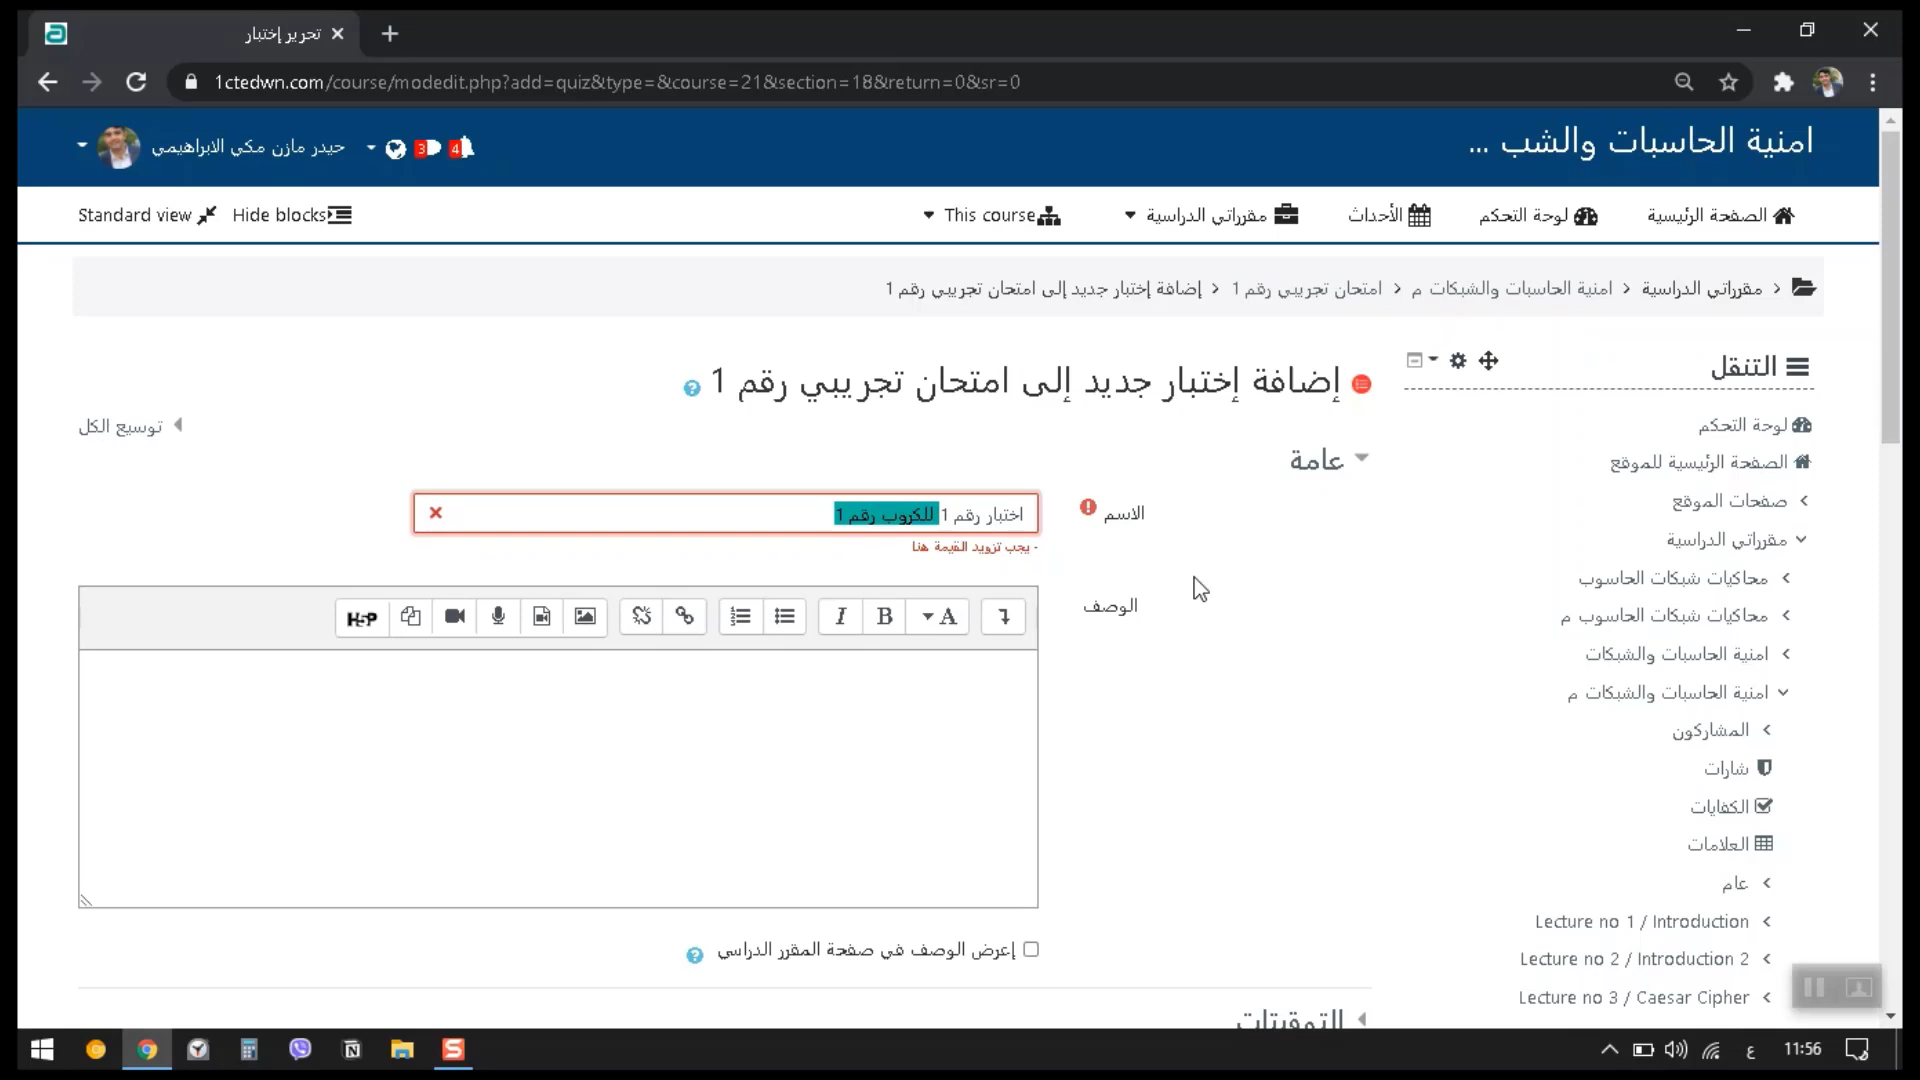 تحرير إختبار
1ctedwn.com/course/modedit.php?add=quiz&type=&course=21&section=18&return=0&sr=0
امنية الحاسبات والشب ...
حيدر مازن مكي الابراهيمي
3
4
الصفحة الرئيسية
لوحة التحكم
الأحداث
مقرراتي الدراسية
This course
Hide blocks
Standard view
مقرراتي الدراسية › امنية الحاسبات والشبكات م › امتحان تجريبي رقم 1 › إضافة إختبار جديد إلى امتحان تجريبي رقم 1
التنقل
لوحة التحكم
الصفحة الرئيسية للموقع
صفحات الموقع
مقرراتي الدراسية
محاكيات شبكات الحاسوب
محاكيات شبكات الحاسوب م
امنية الحاسبات والشبكات
امنية الحاسبات والشبكات م
المشاركون
شارات
الكفايات
العلامات
عام
Lecture no 1 / Introduction
Lecture no 2 / Introduction 2
Lecture no 3 / Caesar Cipher
إضافة إختبار جديد إلى امتحان تجريبي رقم 1
توسيع الكل
عامة
الاسم
اختبار رقم 1 للكروب رقم 1
- يجب تزويد القيمة هنا
الوصف
A B I H5P
إعرض الوصف في صفحة المقرر الدراسي
التوقيتات
ع
11:56